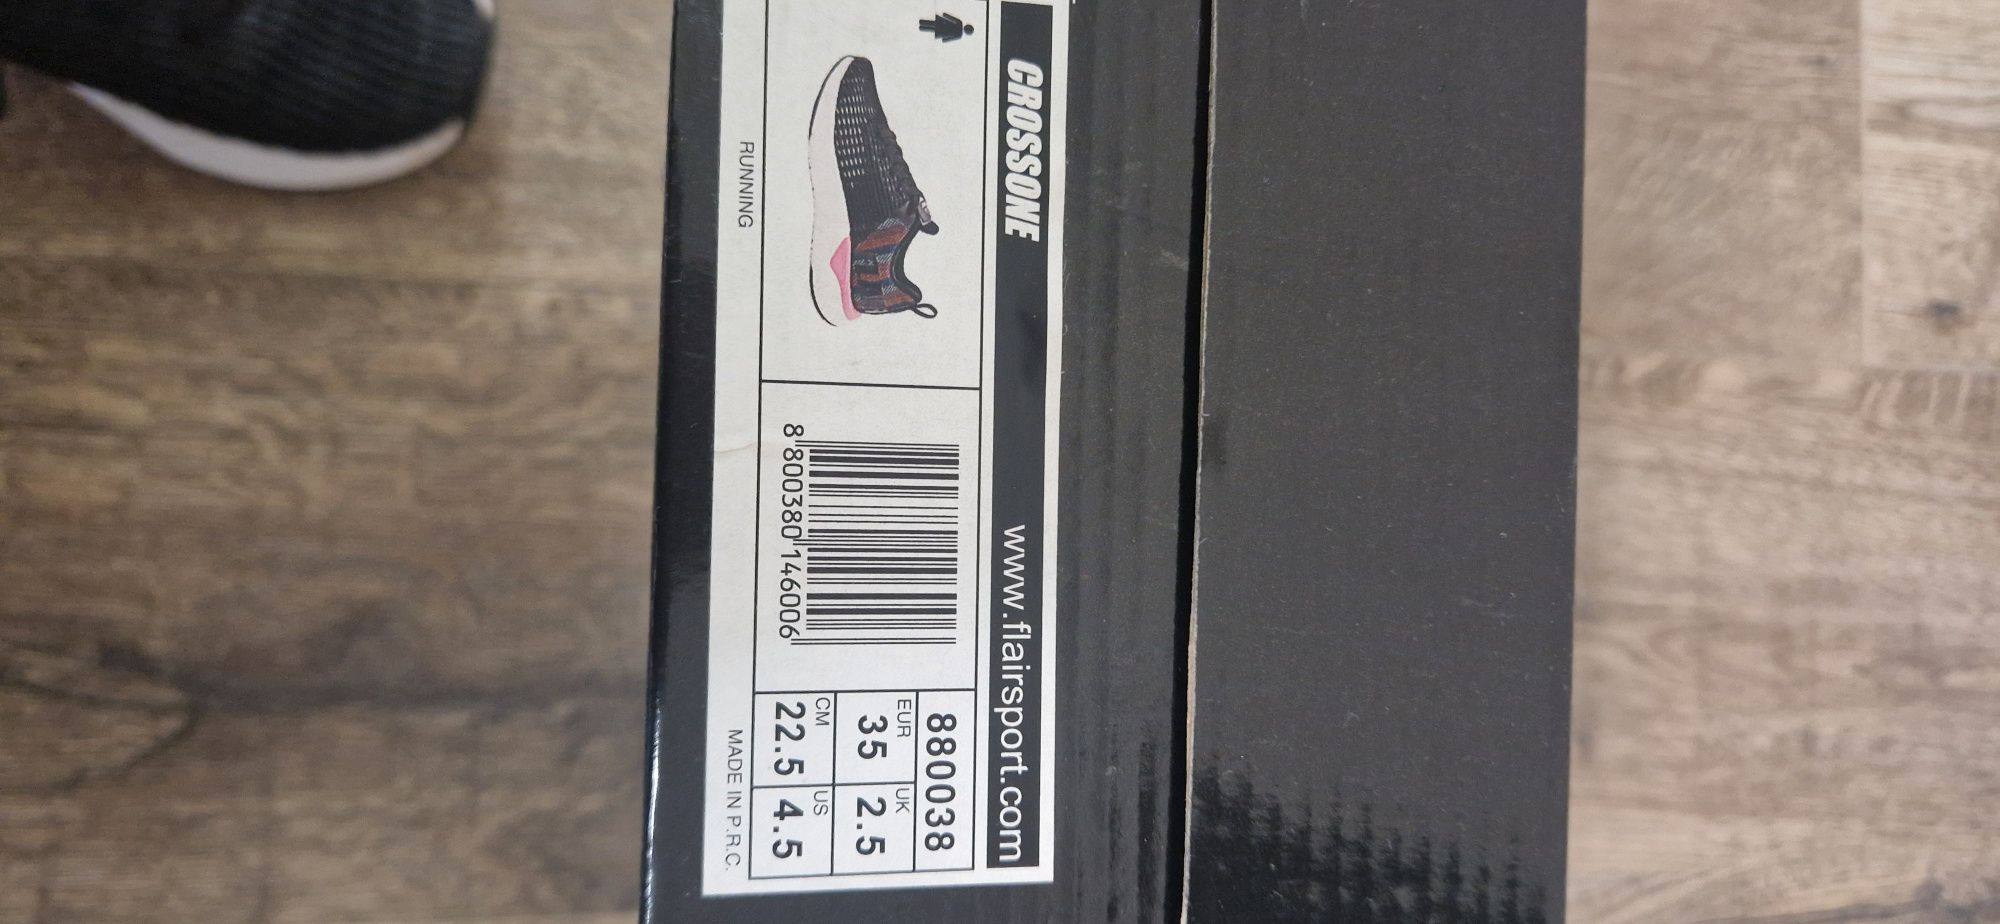 CROSSONE www.flairsport.com
880038
EUR UK
35 2.5
CM US
22.5 4.5
8 800380 146006
RUNNING MADE IN P.R.C.